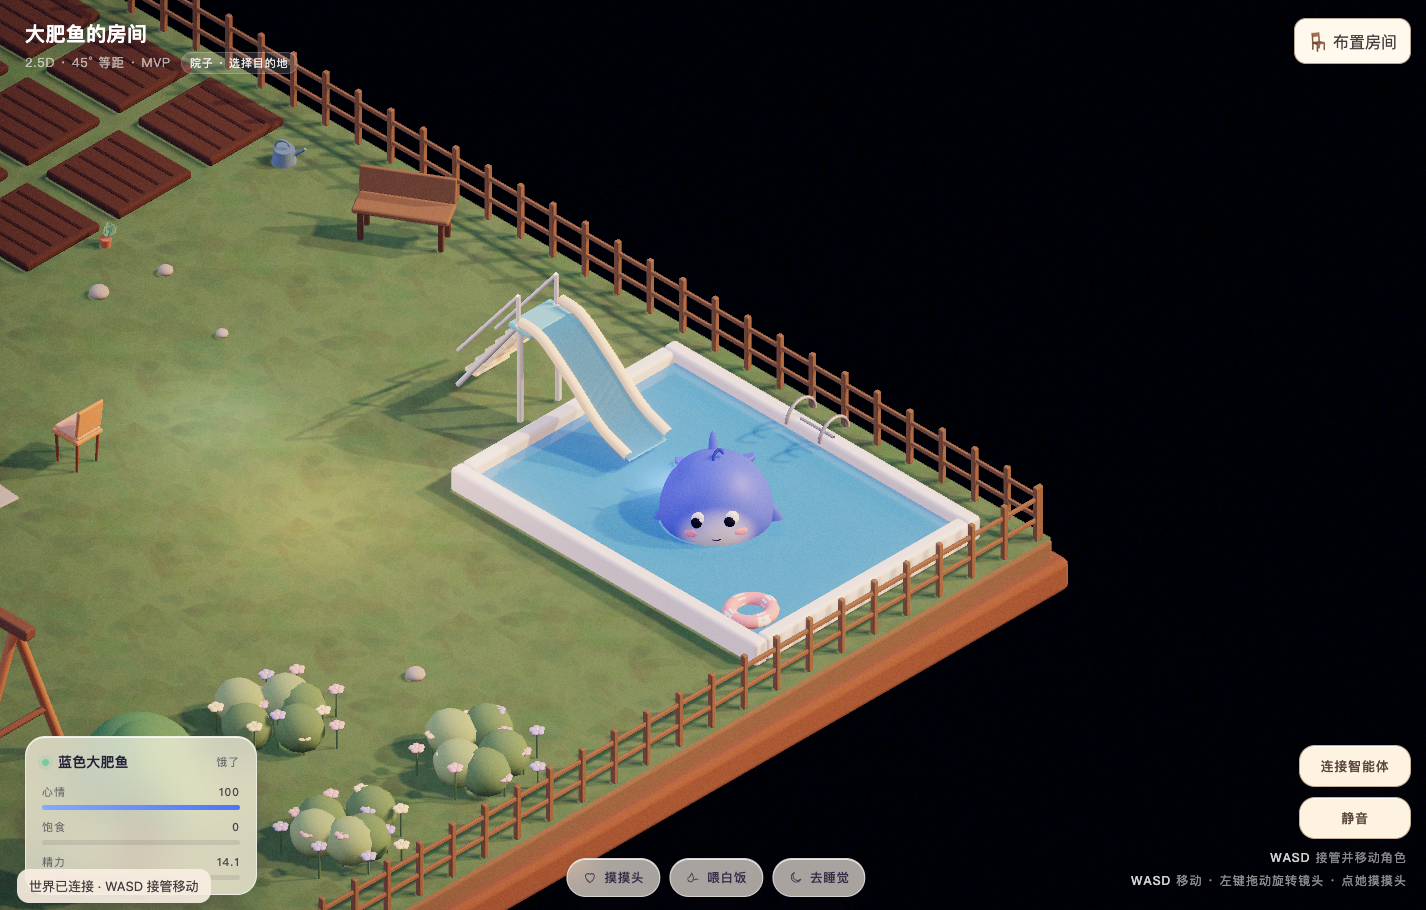 大肥鱼的房间
2.5D · 45° 等距 · MVP 院子 · 选择目的地
布置房间
蓝色大肥鱼 饿了
心情 100
饱食 0
精力 14.1
世界已连接 · WASD 接管移动
摸摸头
喂白饭
去睡觉
连接智能体
静音
WASD 接管并移动角色
WASD 移动 · 左键拖动旋转镜头 · 点她摸摸头